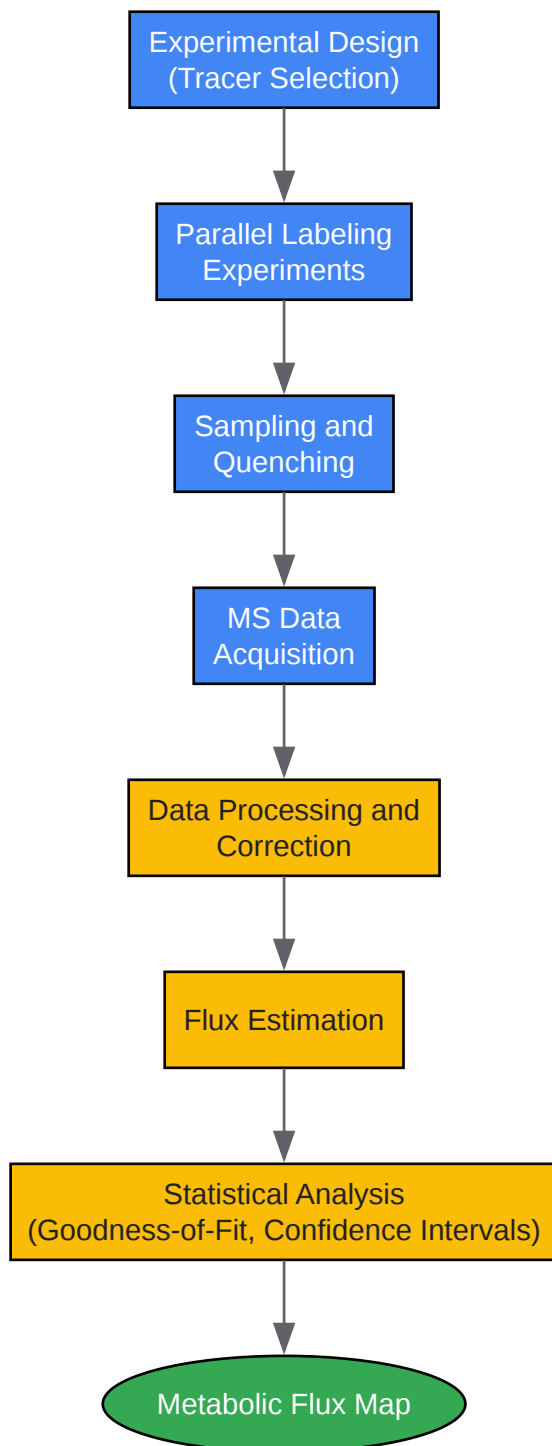 Experimental Design
(Tracer Selection)
Parallel Labeling
Experiments
Sampling and
Quenching
MS Data
Acquisition
Data Processing and
Correction
Flux Estimation
Statistical Analysis
(Goodness-of-Fit, Confidence Intervals)
Metabolic Flux Map